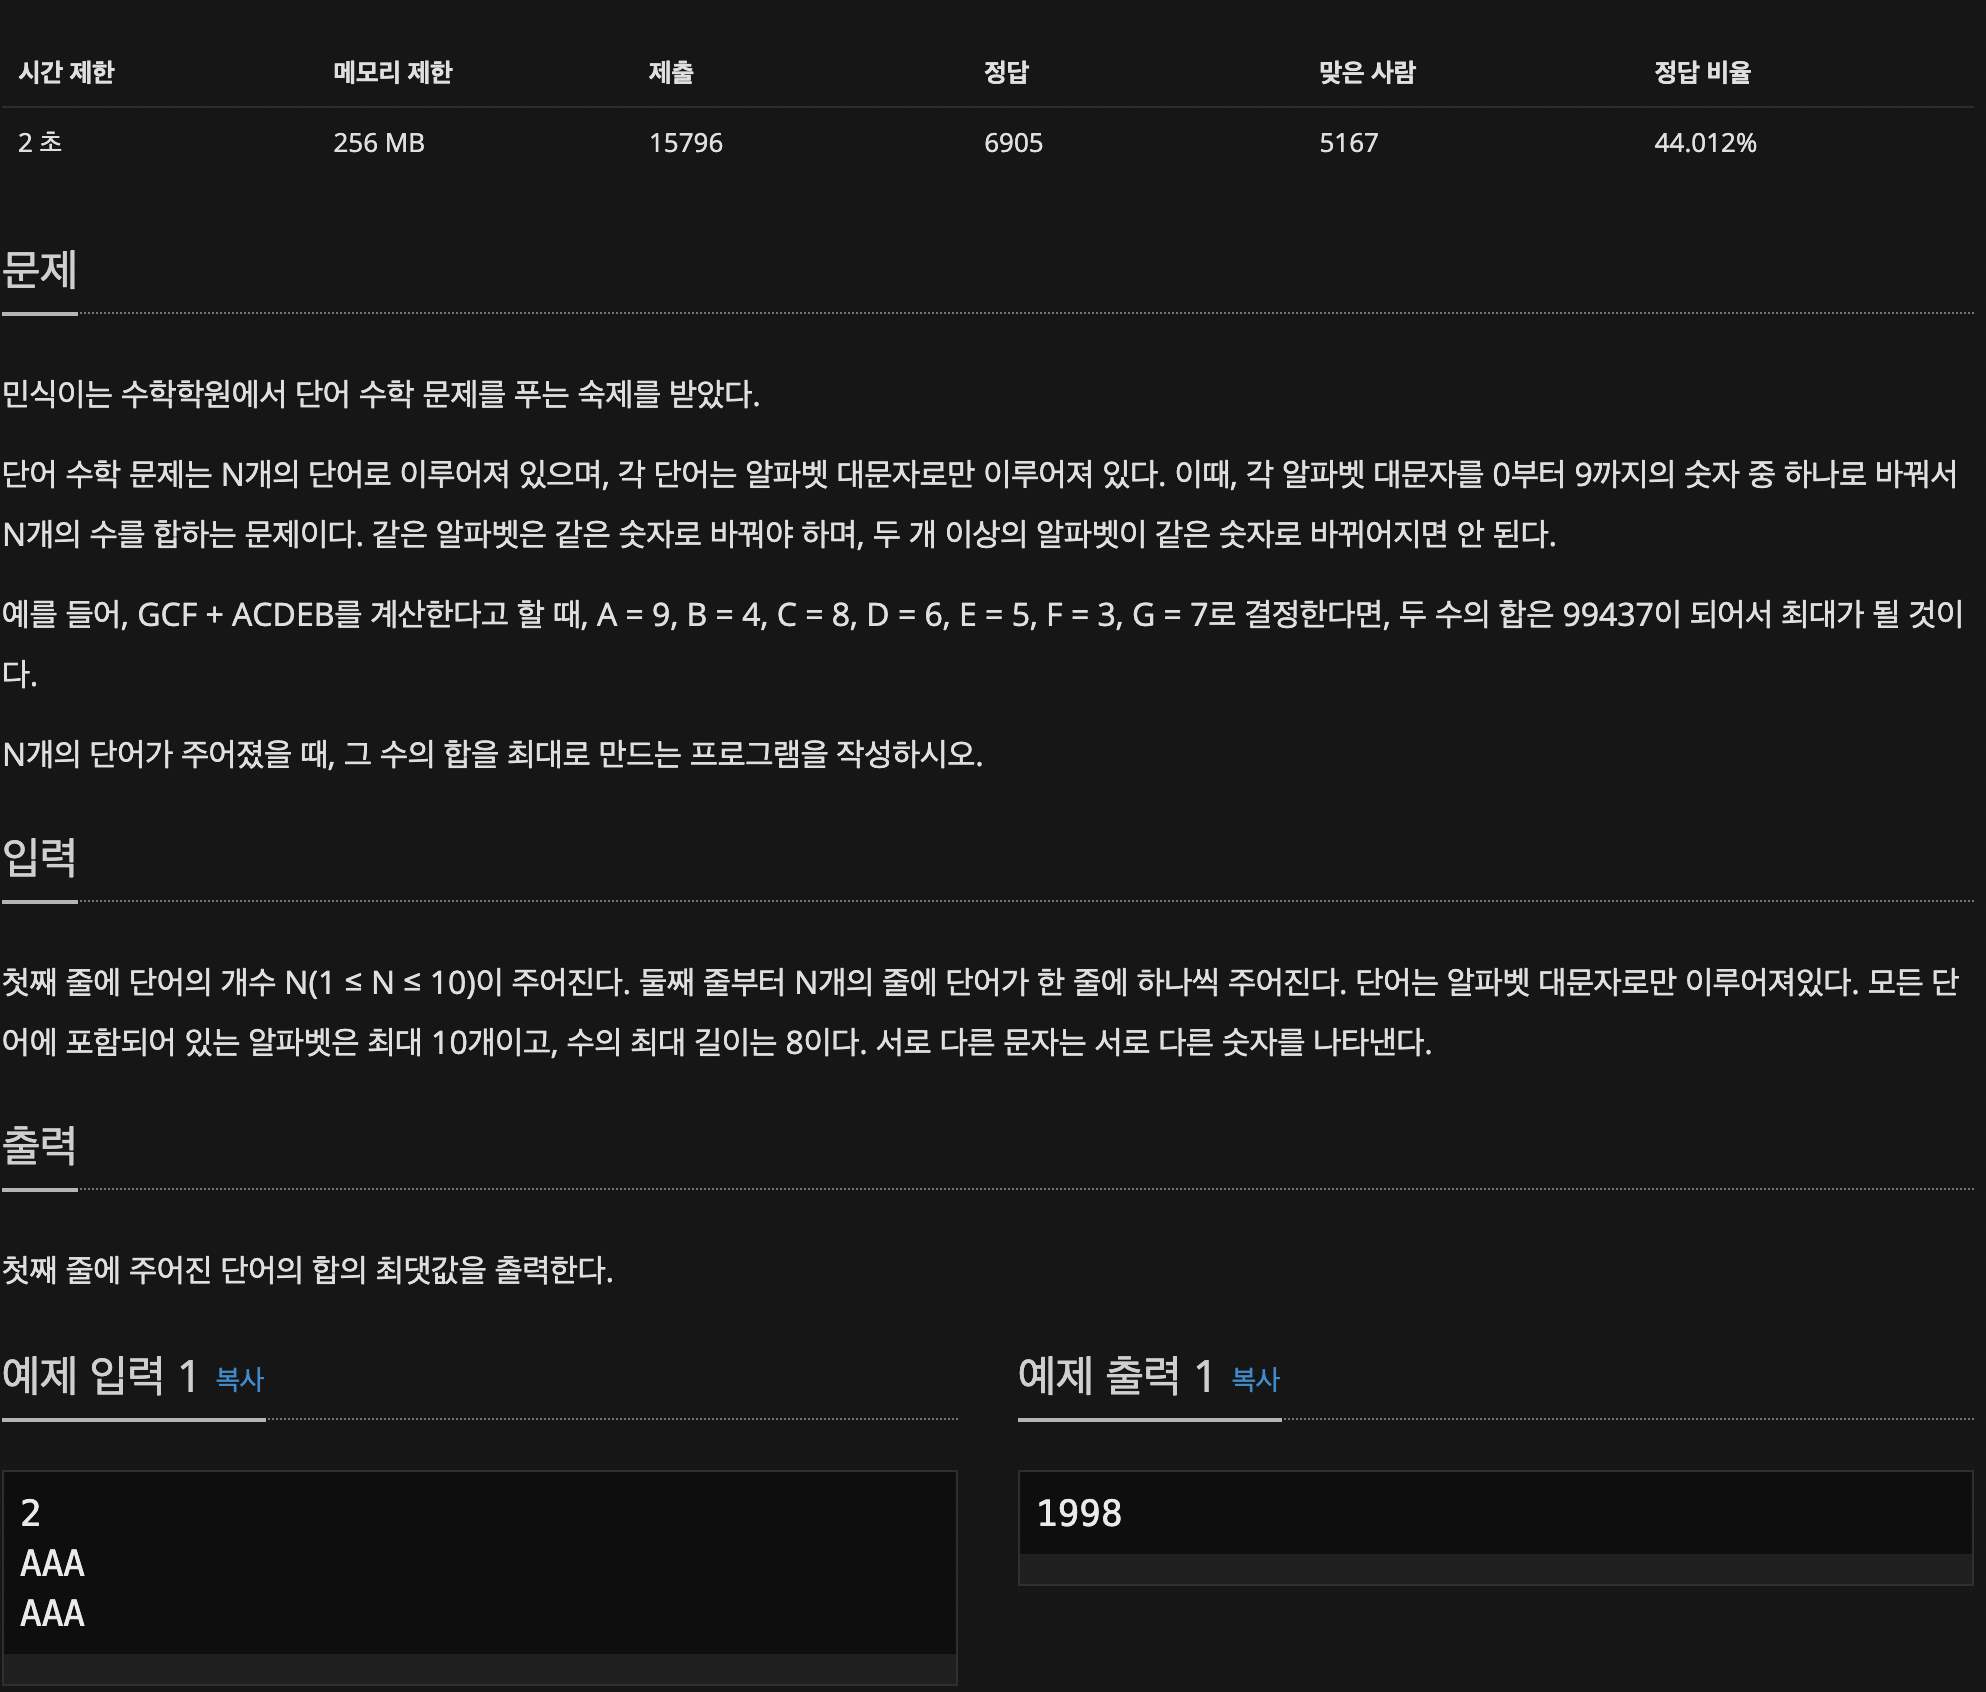 시간 제한 메모리 제한 제출 정답 맞은 사람 정답 비율
2 초 256 MB 15796 6905 5167 44.012%
문제
민식이는 수학학원에서 단어 수학 문제를 푸는 숙제를 받았다.
단어 수학 문제는 N개의 단어로 이루어져 있으며, 각 단어는 알파벳 대문자로만 이루어져 있다. 이때, 각 알파벳 대문자를 0부터 9까지의 숫자 중 하나로 바꿔서
N개의 수를 합하는 문제이다. 같은 알파벳은 같은 숫자로 바꿔야 하며, 두 개 이상의 알파벳이 같은 숫자로 바뀌어지면 안 된다.
예를 들어, GCF + ACDEB를 계산한다고 할 때, A = 9, B = 4, C = 8, D = 6, E = 5, F = 3, G = 7로 결정한다면, 두 수의 합은 99437이 되어서 최대가 될 것이
다.
N개의 단어가 주어졌을 때, 그 수의 합을 최대로 만드는 프로그램을 작성하시오.
입력
첫째 줄에 단어의 개수 N(1 ≤ N ≤ 10)이 주어진다. 둘째 줄부터 N개의 줄에 단어가 한 줄에 하나씩 주어진다. 단어는 알파벳 대문자로만 이루어져있다. 모든 단
어에 포함되어 있는 알파벳은 최대 10개이고, 수의 최대 길이는 8이다. 서로 다른 문자는 서로 다른 숫자를 나타낸다.
출력
첫째 줄에 주어진 단어의 합의 최댓값을 출력한다.
예제 입력 1 복사
2
AAA
AAA
예제 출력 1 복사
1998